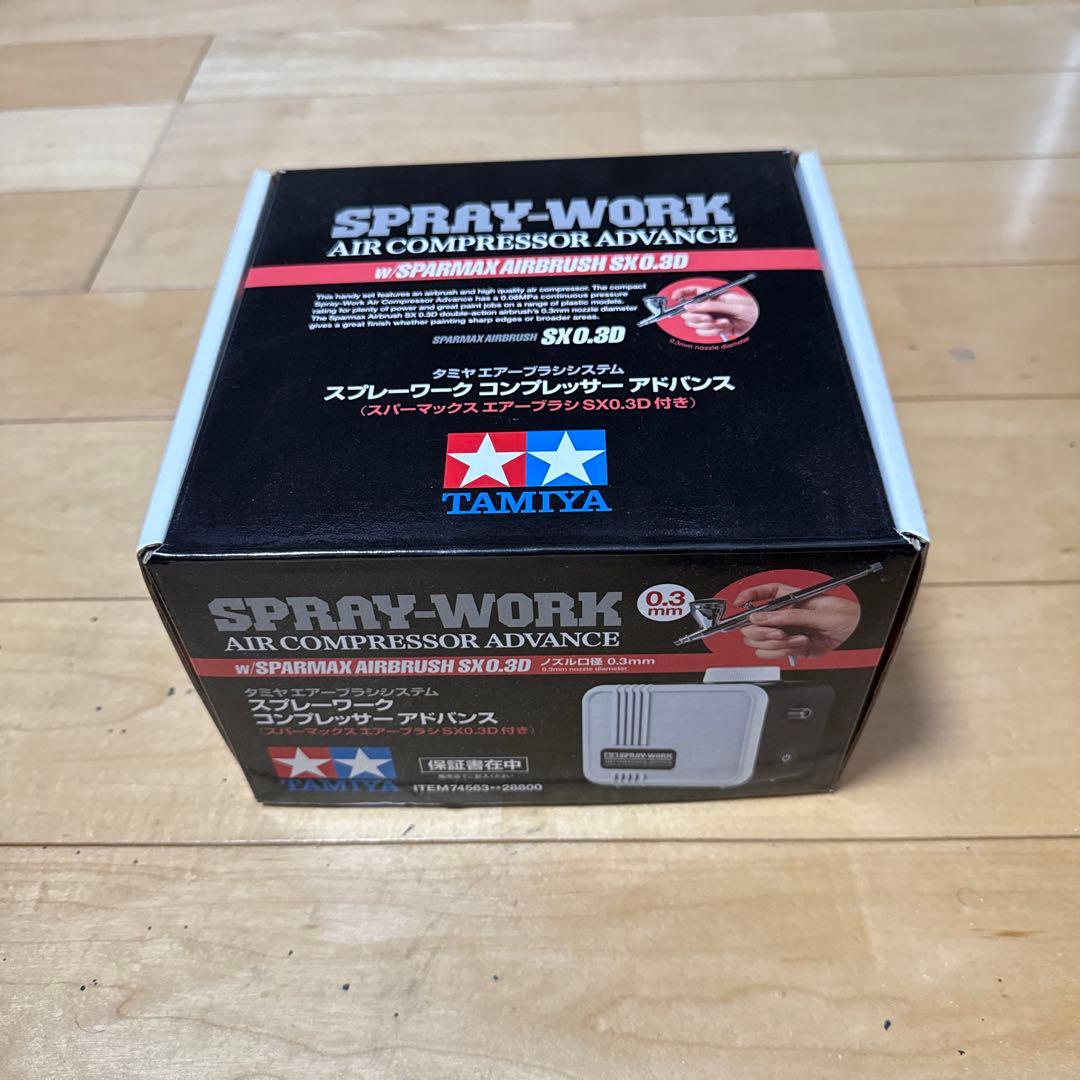 SPRAY-WORK
AIR COMPRESSOR ADVANCE
w/SPARMAX AIRBRUSH SX0.3D
This handy set features an airbrush and high quality air compressor. The compact
Spray-Work Air Compressor Advance has a 0.08MPa continuous pressure
rating for plenty of power and great paint jobs on a range of plastic models.
The Sparmax Airbrush SX 0.3D double-action airbrush's 0.3mm nozzle diameter
gives a great finish whether painting sharp edges or broader areas.
SPARMAX AIRBRUSH SX0.3D
0.3mm nozzle diameter
タミヤ エアーブラシシステム
スプレーワーク コンプレッサー アドバンス
(スパーマックス エアーブラシ SX0.3D 付き)
TAMIYA
SPRAY-WORK
0.3
mm
AIR COMPRESSOR ADVANCE
w/SPARMAX AIRBRUSH SX0.3D ノズル口径 0.3mm
0.3mm nozzle diameter
タミヤ エアーブラシシステム
スプレーワーク
コンプレッサー アドバンス
(スパーマックス エアーブラシ SX0.3D 付き)
SPRAY-WORK
TAMIYA
保証書在中
ITEM 74563 ** 28800